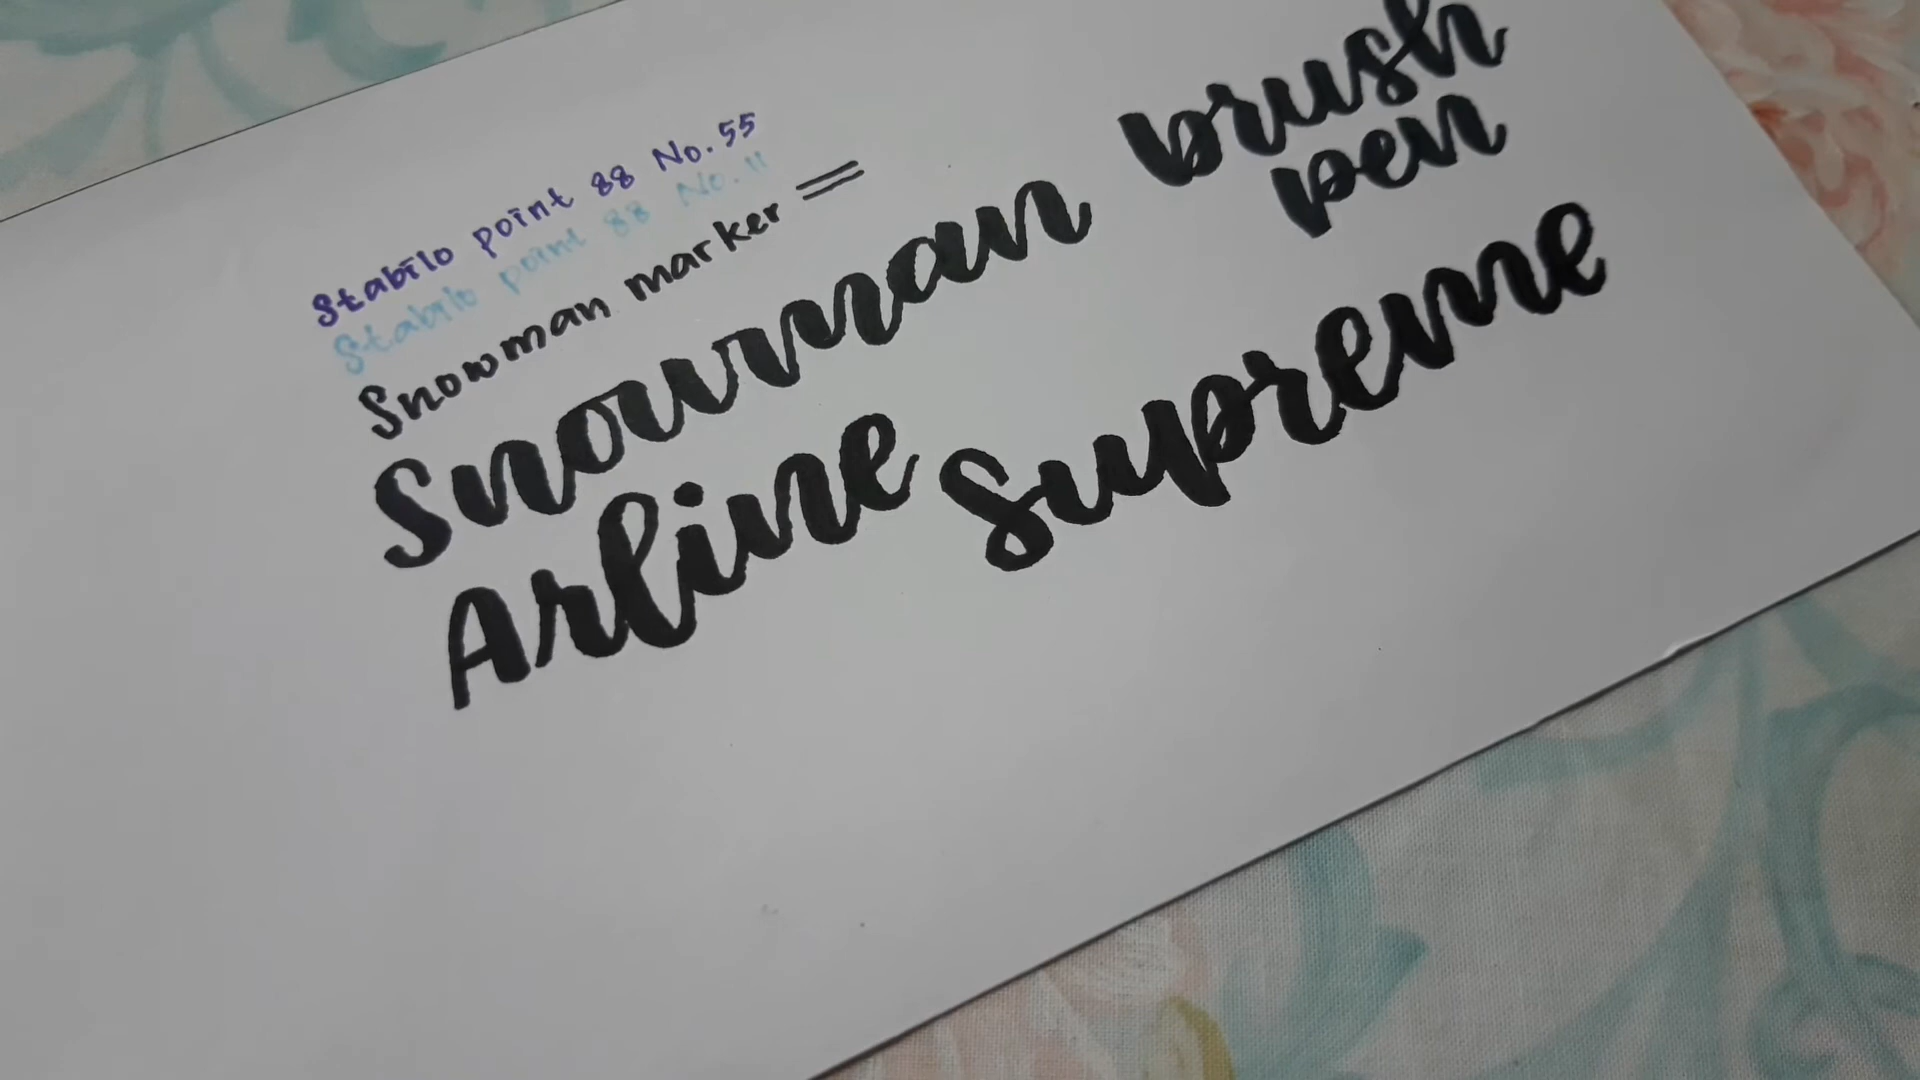 Stabilo point 88 No. 55
Stabilo point 88 No. 11
Snowman marker =
Snowman brush pen
Arline Supreme